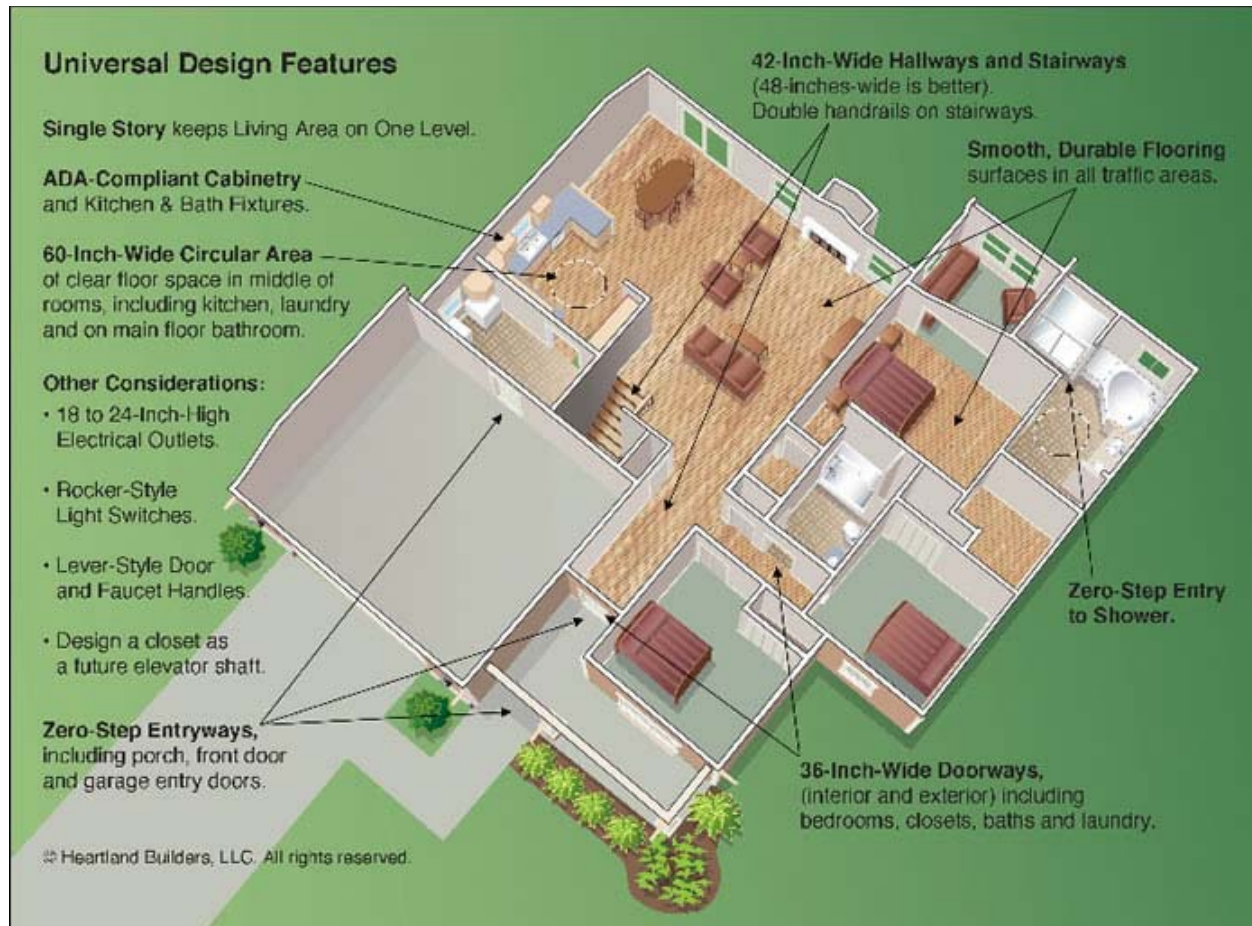 Universal Design Features
Single Story keeps Living Area on One Level.
ADA-Compliant Cabinetry
and Kitchen & Bath Fixtures.
60-Inch-Wide Circular Area
of clear floor space in middle of
rooms, including kitchen, laundry
and on main floor bathroom.
Other Considerations:
• 18 to 24-Inch-High
Electrical Outlets.
• Rocker-Style
Light Switches.
• Lever-Style Door
and Faucet Handles.
• Design a closet as
a future elevator shaft.
Zero-Step Entryways,
including porch, front door
and garage entry doors.
© Heartland Builders, LLC. All rights reserved.
42-Inch-Wide Hallways and Stairways
(48-inches-wide is better).
Double handrails on stairways.
Smooth, Durable Flooring
surfaces in all traffic areas.
Zero-Step Entry
to Shower.
36-Inch-Wide Doorways,
(interior and exterior) including
bedrooms, closets, baths and laundry.